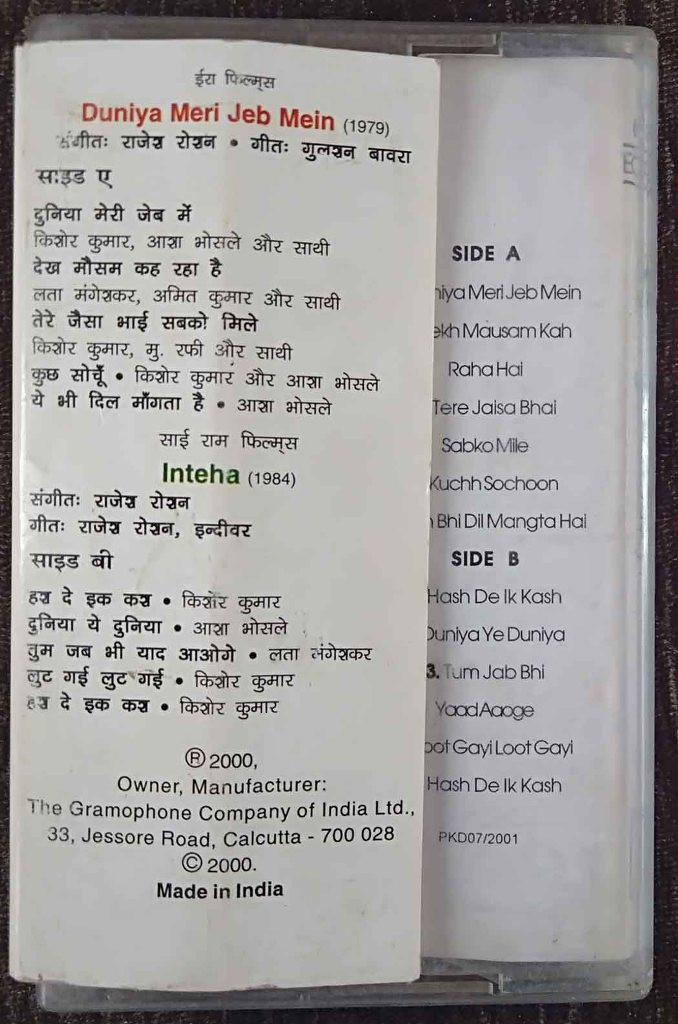 ईरा फिल्म्स
Duniya Meri Jeb Mein (1979)
संगीतः राजेश रोशन • गीतः गुलशन बावरा
साइड ए
दुनिया मेरी जेब में
किशोर कुमार, आशा भोसले और साथी
देख मौसम कह रहा है
लता मंगेशकर, अमित कुमार और साथी
तेरे जैसा भाई सबको मिले
किशोर कुमार, मु. रफी और साथी
कुछ सोचूँ • किशोर कुमार और आशा भोसले
ये भी दिल माँगता है • आशा भोसले
साई राम फिल्म्स
Inteha (1984)
संगीतः राजेश रोशन
गीतः राजेश रोशन, इन्दीवर
साइड बी
हश दे इक कश • किशोर कुमार
दुनिया ये दुनिया • आशा भोसले
तुम जब भी याद आओगे • लता मंगेशकर
लुट गई लुट गई • किशोर कुमार
हश दे इक कश • किशोर कुमार
Ⓟ 2000,
Owner, Manufacturer:
The Gramophone Company of India Ltd.,
33, Jessore Road, Calcutta - 700 028
© 2000.
Made in India
SIDE A
niya Meri Jeb Mein
ekh Mausam Kah
Raha Hai
Tere Jaisa Bhai
Sabko Mile
Kuchh Sochoon
Bhi Dil Mangta Hai
SIDE B
Hash De Ik Kash
Duniya Ye Duniya
3. Tum Jab Bhi
Yaad Aaoge
oot Gayi Loot Gayi
Hash De Ik Kash
PKD07/2001